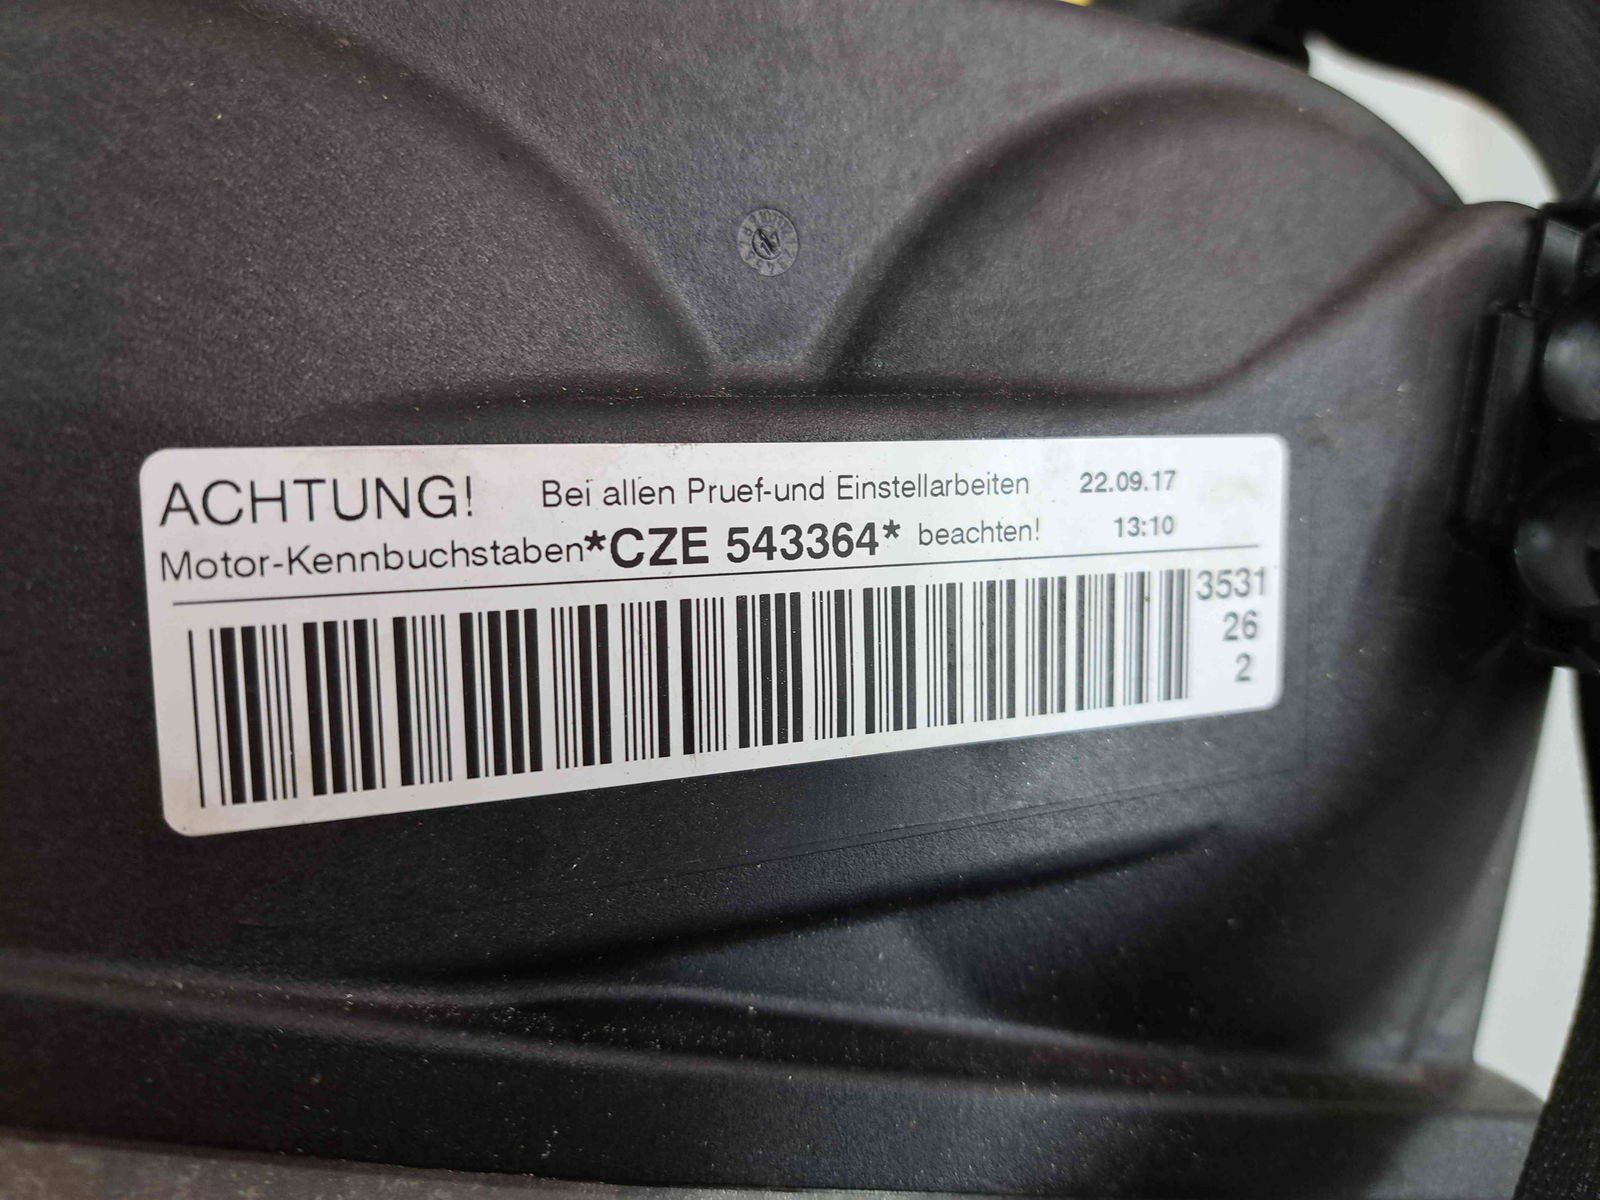 ACHTUNG! Bei allen Pruef-und Einstellarbeiten 22.09.17
Motor-Kennbuchstaben*CZE 543364* beachten! 13:10
3531
26
2